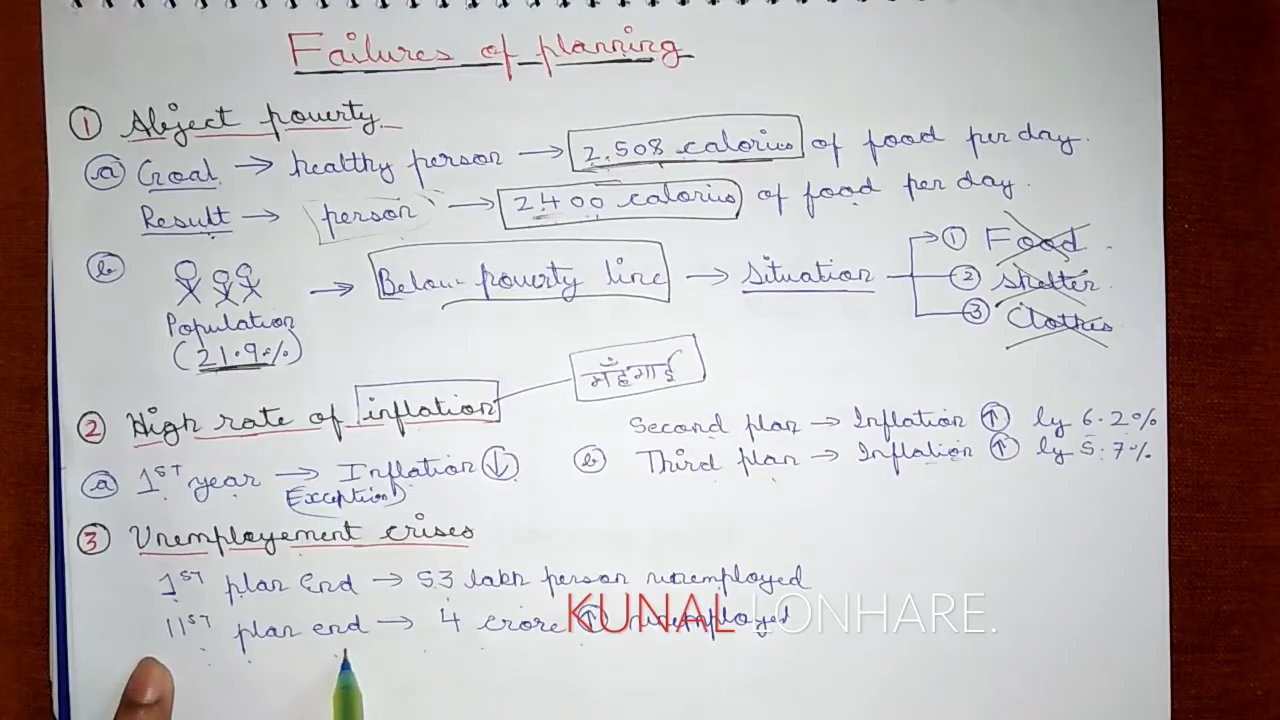 Failures of planning
① Abject poverty
ⓐ Goal → healthy person → 2,508 calories of food per day.
Result → person → 2400 calories of food per day.
ⓑ Population (21.9%) → Below poverty line → Situation
① Food
② Shelter
③ Clothes
② High rate of inflation
मँहगाई
ⓐ 1ST year → Inflation ↓
(Exception)
Second plan → Inflation ↑ by 6.2%
ⓑ Third plan → Inflation ↑ by 5.7%
③ Unemployement crises
1ST plan end → 53 lakh person unemployed
11ST plan end → 4 crore ↑ unemployed
KUNAL LONHARE.